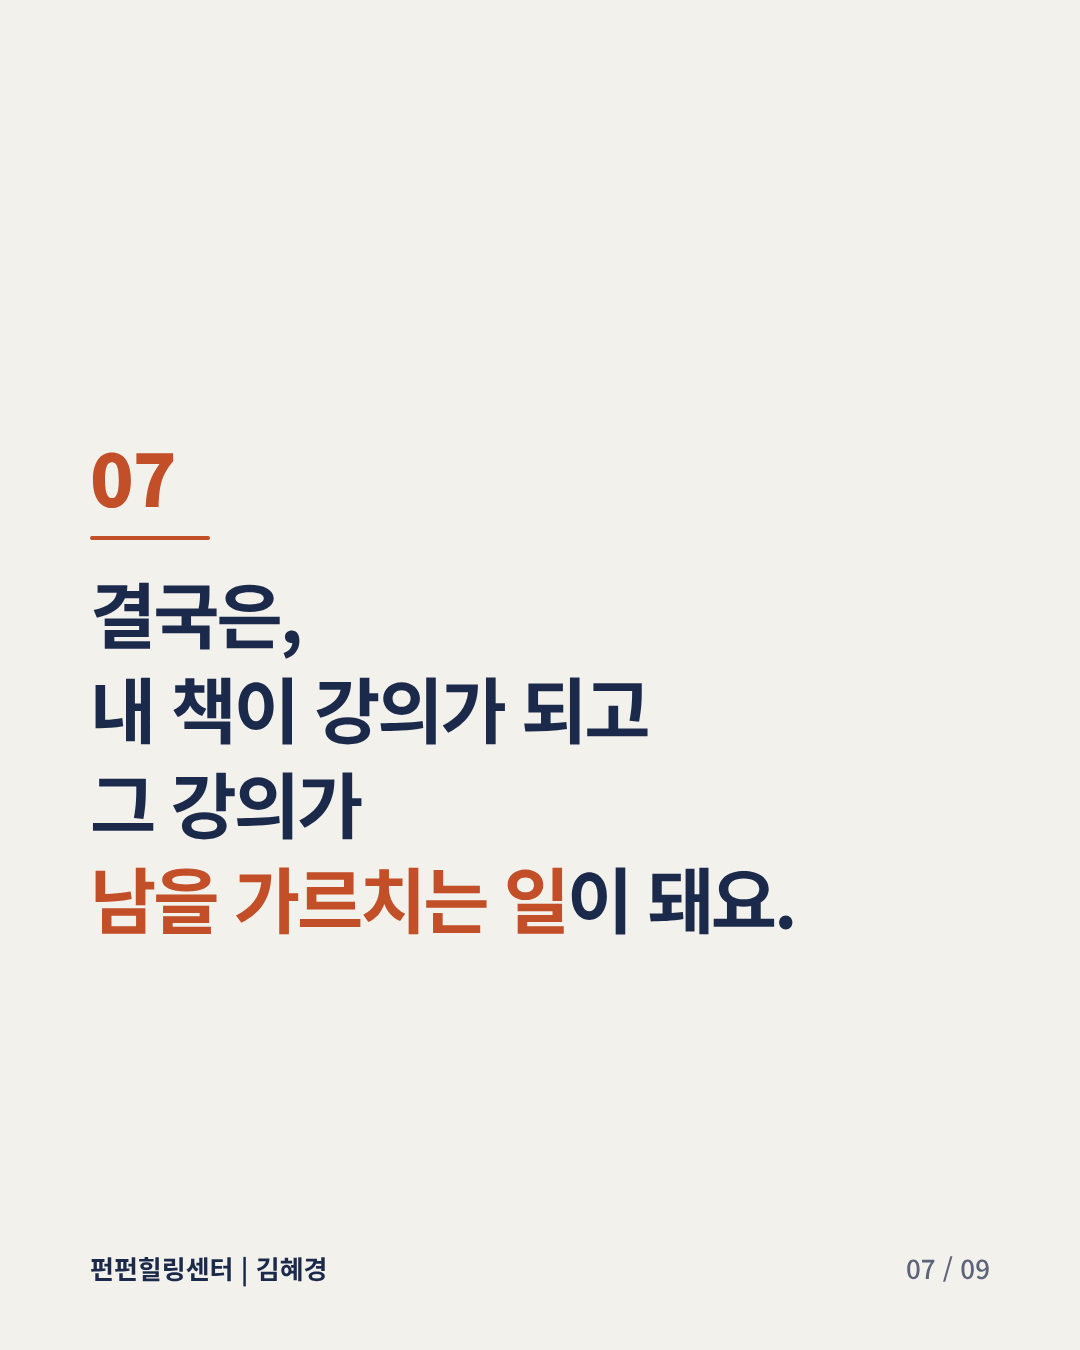 07
결국은,
내 책이 강의가 되고
그 강의가
남을 가르치는 일이 돼요.
펀펀힐링센터 | 김혜경
07 / 09